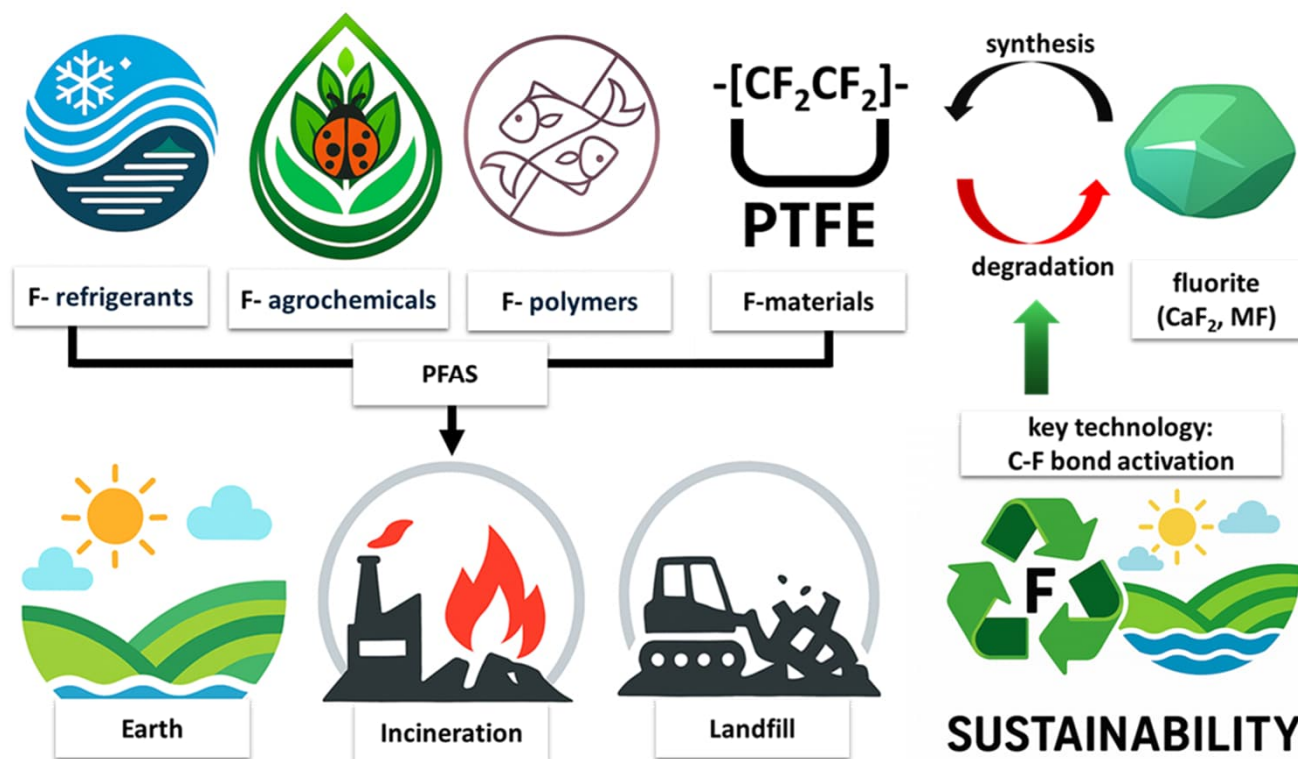 -[CF₂CF₂]-
PTFE
F- refrigerants
F- agrochemicals
F- polymers
F-materials
PFAS
Earth
Incineration
Landfill
synthesis
degradation
fluorite
(CaF₂, MF)
key technology:
C-F bond activation
F
SUSTAINABILITY